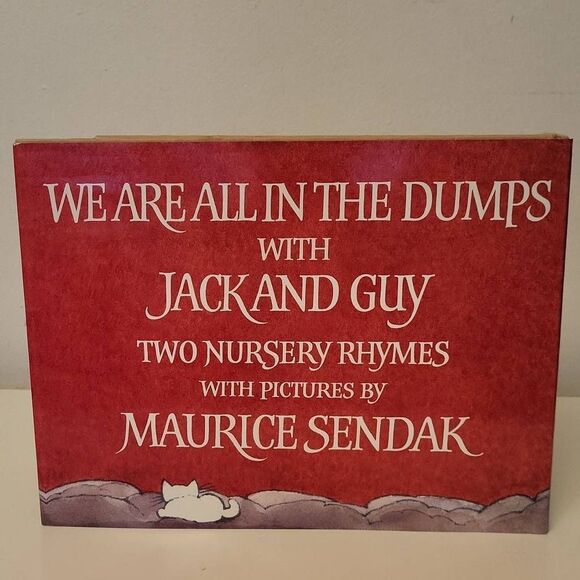 WE ARE ALL IN THE DUMPS
WITH
JACK AND GUY
TWO NURSERY RHYMES
WITH PICTURES BY
MAURICE SENDAK